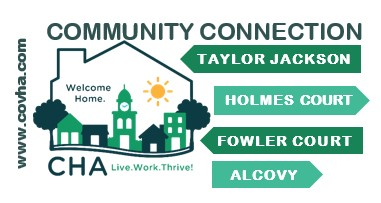 COMMUNITY CONNECTION
www.covha.com
Welcome
Home.
CHA Live.Work.Thrive!
TAYLOR JACKSON
HOLMES COURT
FOWLER COURT
ALCOVY